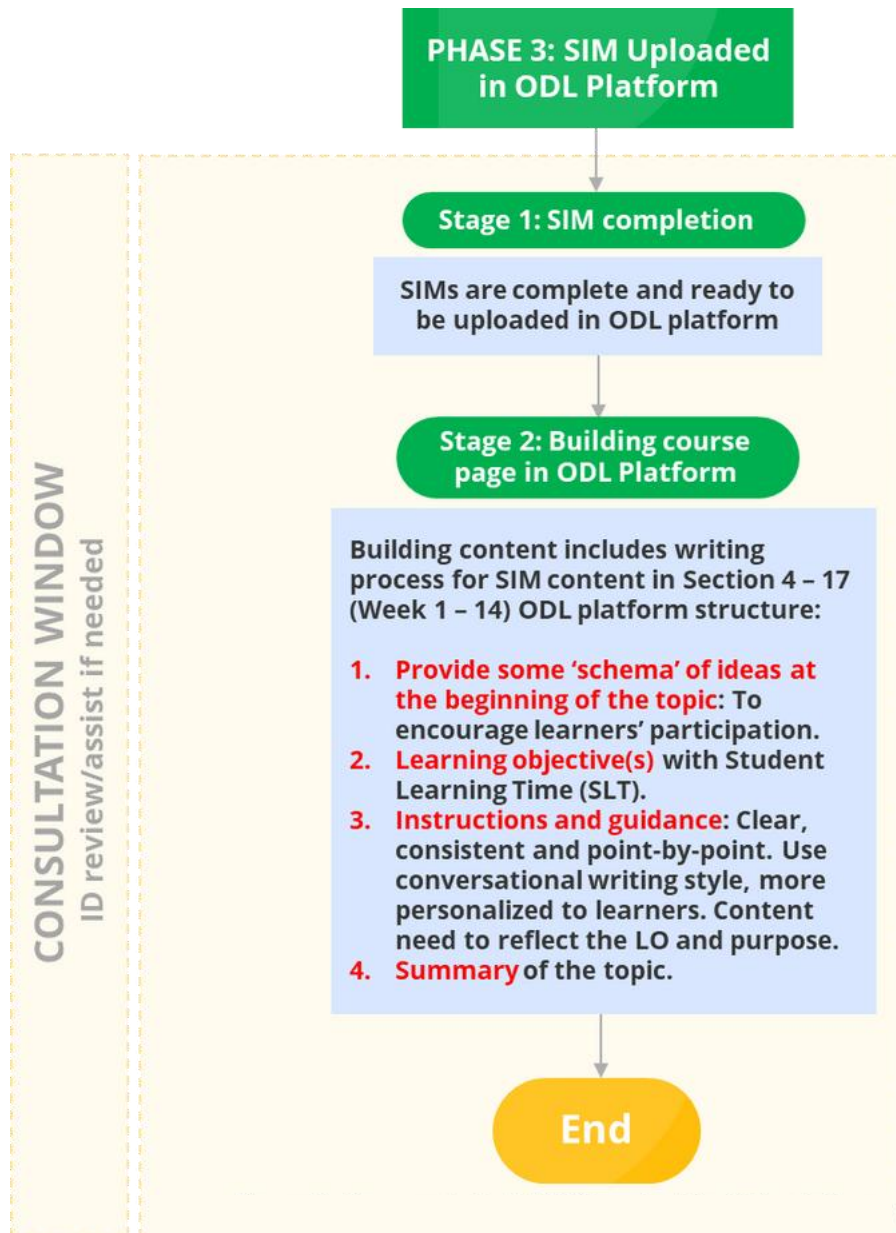 PHASE 3: SIM Uploaded
in ODL Platform
Stage 1: SIM completion
SIMs are complete and ready to
be uploaded in ODL platform
Stage 2: Building course
page in ODL Platform
Building content includes writing
process for SIM content in Section 4 – 17
(Week 1 – 14) ODL platform structure:
1. Provide some ‘schema’ of ideas at
the beginning of the topic: To
encourage learners’ participation.
2. Learning objective(s) with Student
Learning Time (SLT).
3. Instructions and guidance: Clear,
consistent and point-by-point. Use
conversational writing style, more
personalized to learners. Content
need to reflect the LO and purpose.
4. Summary of the topic.
End
CONSULTATION WINDOW
ID review/assist if needed